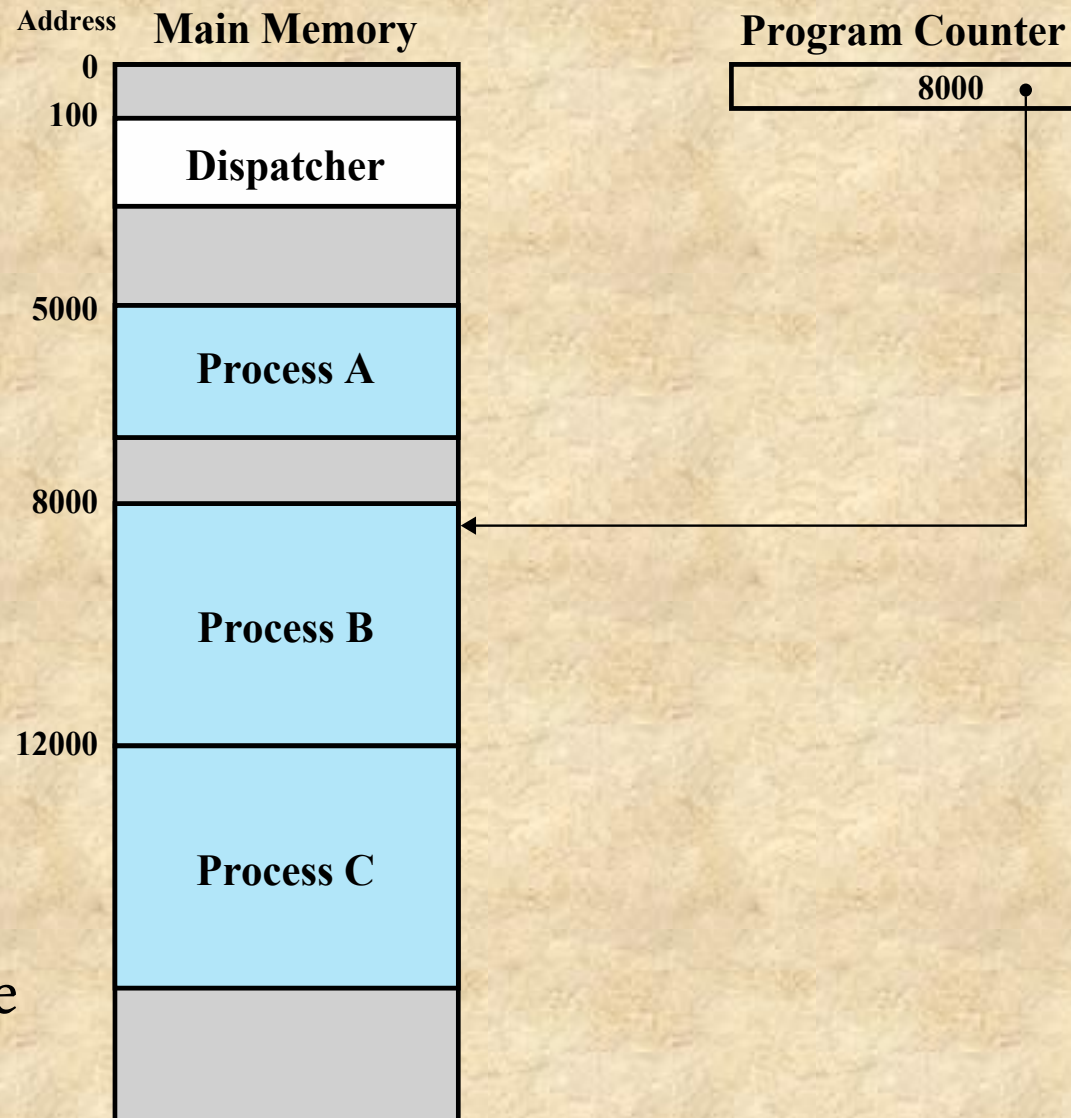 Address
Main Memory
Program Counter
0
8000
100
Dispatcher
5000
Process A
8000
Process B
12000
Process C
e